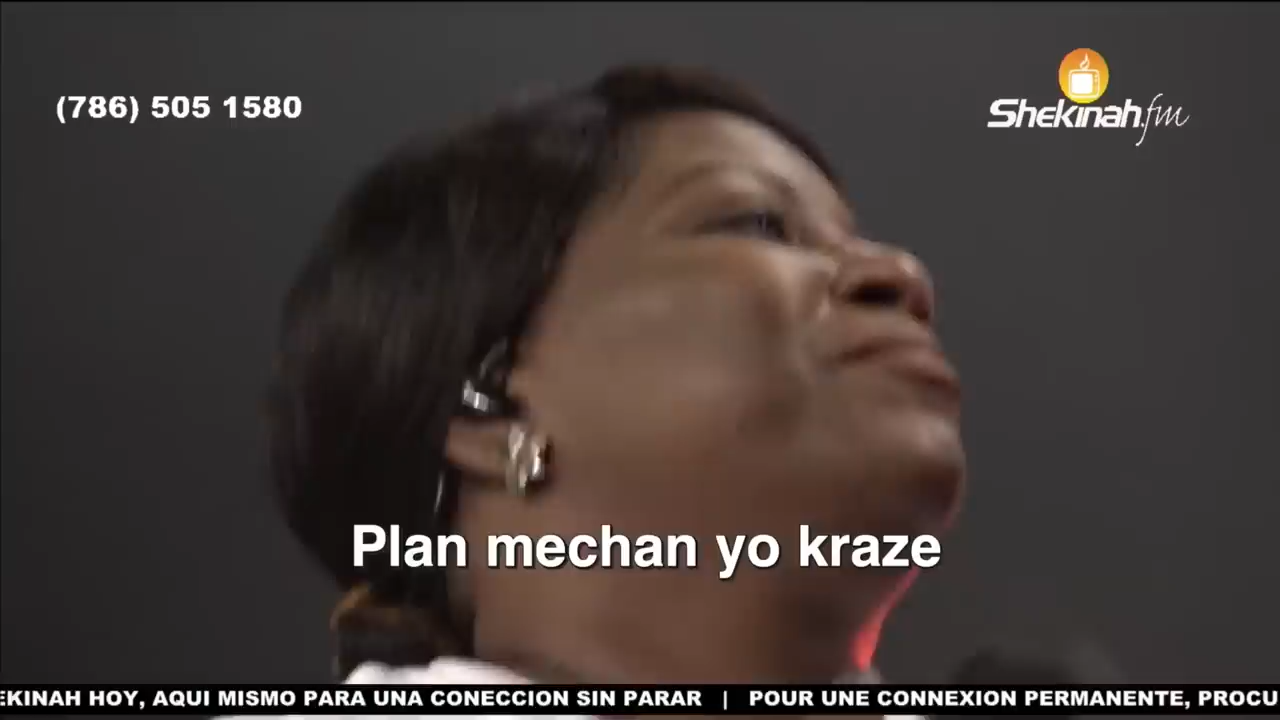 (786) 505 1580
Shekinah.fm
Plan mechan yo kraze
EKINAH HOY, AQUI MISMO PARA UNA CONECCION SIN PARAR | POUR UNE CONNEXION PERMANENTE, PROCU